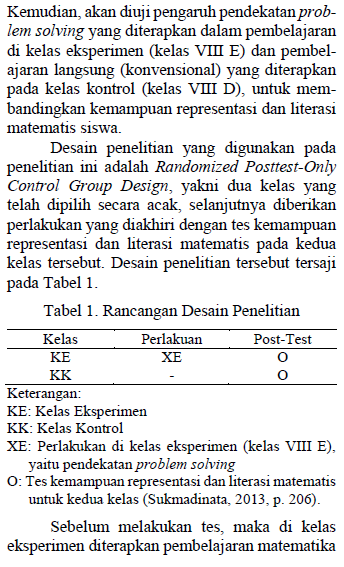 Kemudian, akan diuji pengaruh pendekatan prob-
lem solving yang diterapkan dalam pembelajaran
di kelas eksperimen (kelas VIII E) dan pembel-
ajaran langsung (konvensional) yang diterapkan
pada kelas kontrol (kelas VIII D), untuk mem-
bandingkan kemampuan representasi dan literasi
matematis siswa.
Desain penelitian yang digunakan pada
penelitian ini adalah Randomized Posttest-Only
Control Group Design, yakni dua kelas yang
telah dipilih secara acak, selanjutnya diberikan
perlakuan yang diakhiri dengan tes kemampuan
representasi dan literasi matematis pada kedua
kelas tersebut. Desain penelitian tersebut tersaji
pada Tabel 1.
Tabel 1. Rancangan Desain Penelitian
Kelas Perlakuan Post-Test
KE XE O
KK - O
Keterangan:
KE: Kelas Eksperimen
KK: Kelas Kontrol
XE: Perlakuan di kelas eksperimen (kelas VIII E),
yaitu pendekatan problem solving
O: Tes kemampuan representasi dan literasi matematis
untuk kedua kelas (Sukmadinata, 2013, p. 206).
Sebelum melakukan tes, maka di kelas
eksperimen diterapkan pembelajaran matematika